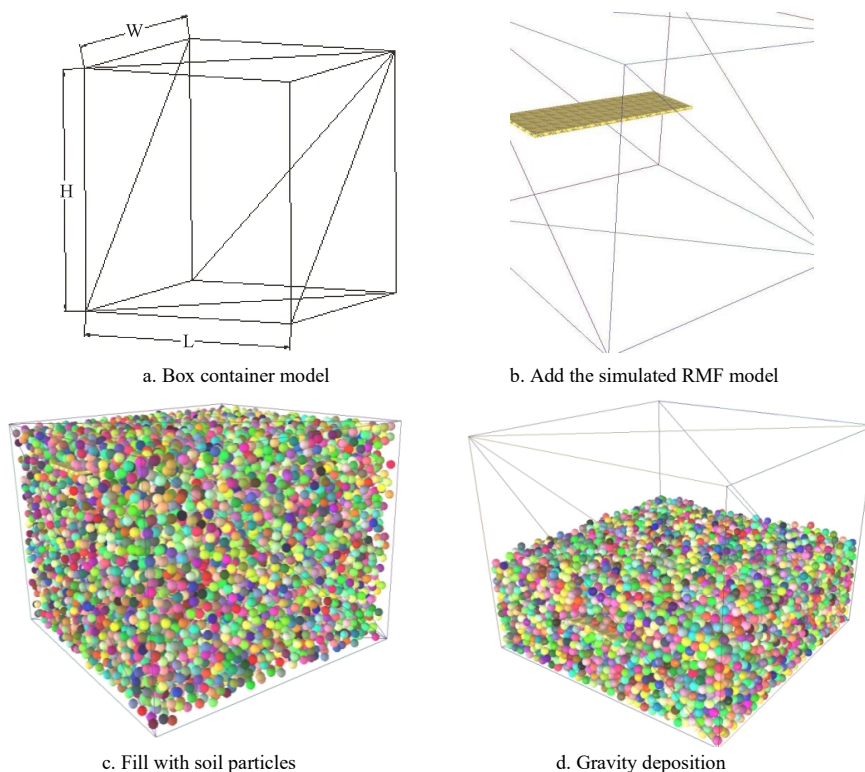 W
H
L
a. Box container model
b. Add the simulated RMF model
c. Fill with soil particles
d. Gravity deposition